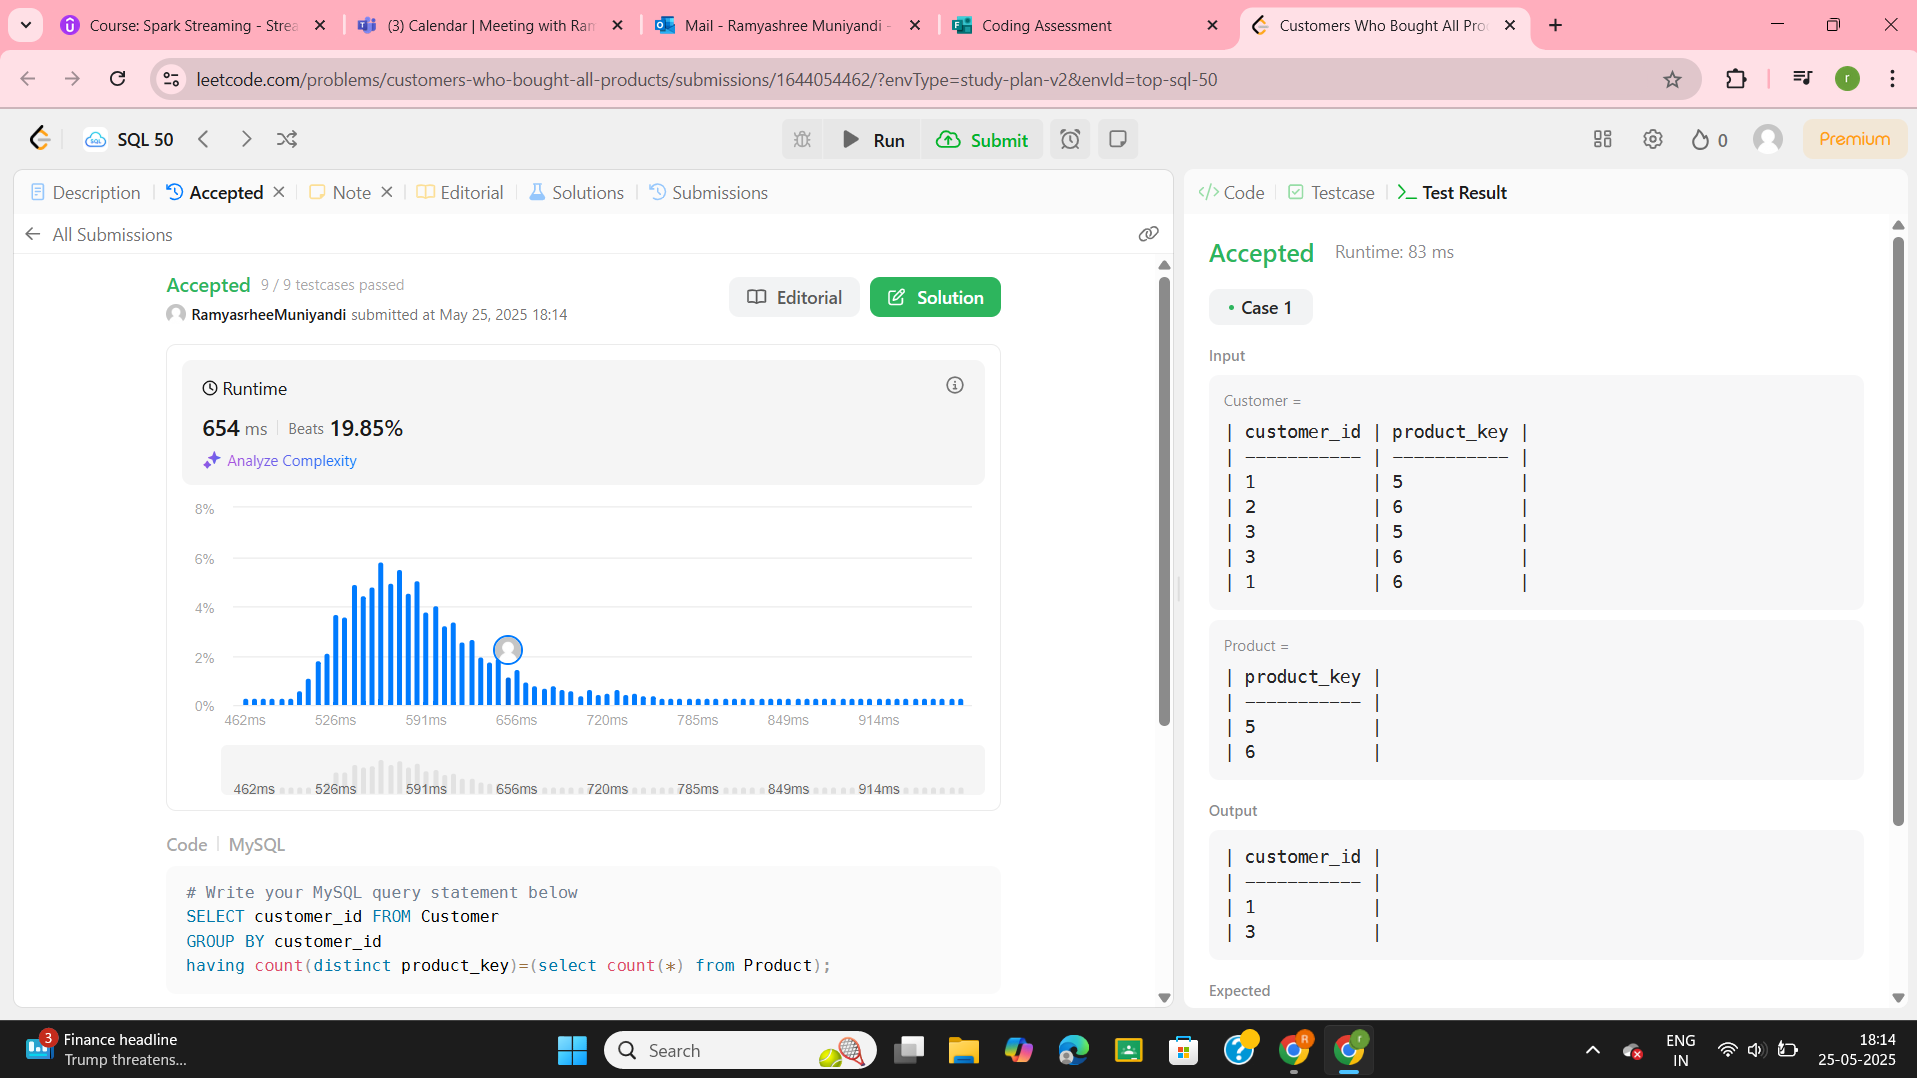 Course: Spark Streaming - Strea
(3) Calendar | Meeting with Ram
Mail - Ramyashree Muniyandi -
Coding Assessment
Customers Who Bought All Pro
leetcode.com/problems/customers-who-bought-all-products/submissions/1644054462/?envType=study-plan-v2&envId=top-sql-50
r
SQL 50
Run
Submit
0
Premium
Description
Accepted
Note
Editorial
Solutions
Submissions
All Submissions
Accepted 9 / 9 testcases passed
RamyasrheeMuniyandi submitted at May 25, 2025 18:14
Editorial
Solution
Runtime
654 ms Beats 19.85%
Analyze Complexity
8%
6%
4%
2%
0%
462ms 526ms 591ms 656ms 720ms 785ms 849ms 914ms
462ms 526ms 591ms 656ms 720ms 785ms 849ms 914ms
Code | MySQL
# Write your MySQL query statement below
SELECT customer_id FROM Customer
GROUP BY customer_id
having count(distinct product_key)=(select count(*) from Product);
Code
Testcase
Test Result
Accepted Runtime: 83 ms
• Case 1
Input
Customer =
| customer_id | product_key |
| ----------- | ----------- |
| 1 | 5 |
| 2 | 6 |
| 3 | 5 |
| 3 | 6 |
| 1 | 6 |
Product =
| product_key |
| ----------- |
| 5 |
| 6 |
Output
| customer_id |
| ----------- |
| 1 |
| 3 |
Expected
3
Finance headline
Trump threatens...
Search
R
r
ENG
IN
18:14
25-05-2025